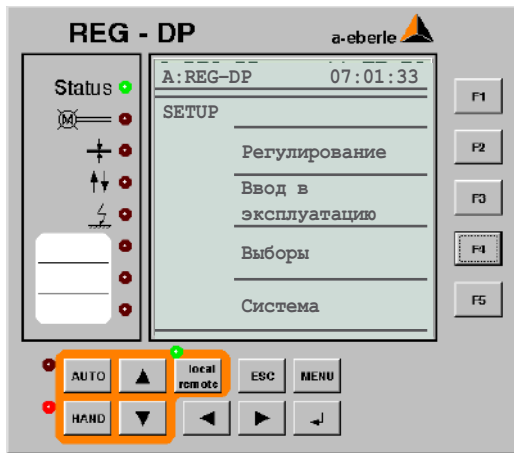 REG - DP
a-eberle
Status
A:REG-DP 07:01:33
SETUP
Регулирование
Ввод в
эксплуатацию
Выборы
Система
F1
F2
F3
F4
F5
M
AUTO
local
remote
ESC
MENU
HAND